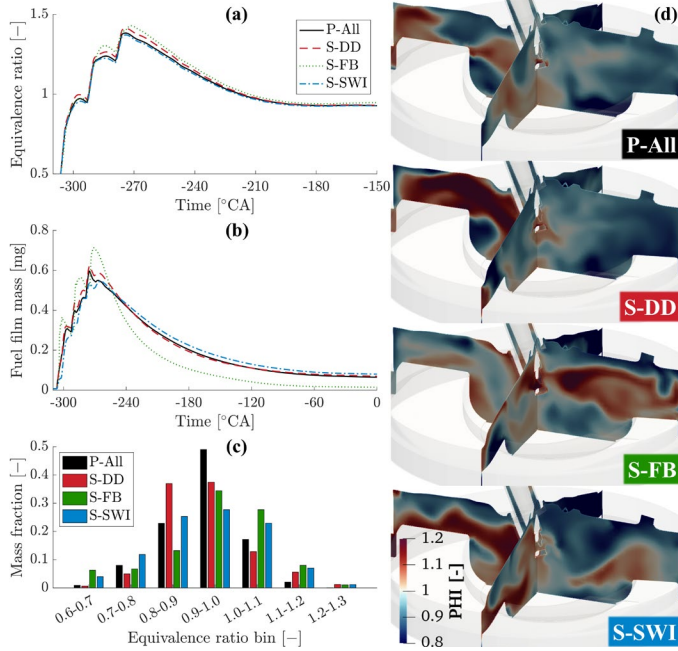 (a)
1.5
1
0.5
Equivalence ratio [−]
P-All
S-DD
S-FB
S-SWI
-300 -270 -240 -210 -180 -150
Time [°CA]
(b)
0.8
0.6
0.4
0.2
0
Fuel film mass [mg]
-300 -240 -180 -120 -60 0
Time [°CA]
(c)
0.5
0.4
0.3
0.2
0.1
0
Mass fraction [−]
P-All
S-DD
S-FB
S-SWI
0.6-0.7 0.7-0.8 0.8-0.9 0.9-1.0 1.0-1.1 1.1-1.2 1.2-1.3
Equivalence ratio bin [−]
(d)
P-All
S-DD
S-FB
1.2
1.1
1
0.9
0.8
PHI [-]
S-SWI